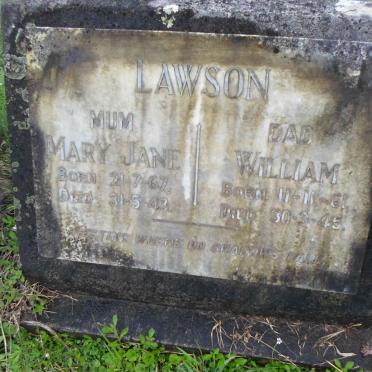 LAWSON
MUM
MARY JANE
BORN 21-7-67
DIED 31-5-43
DAD
WILLIAM
BORN 11-11-61
DIED 30-3-45